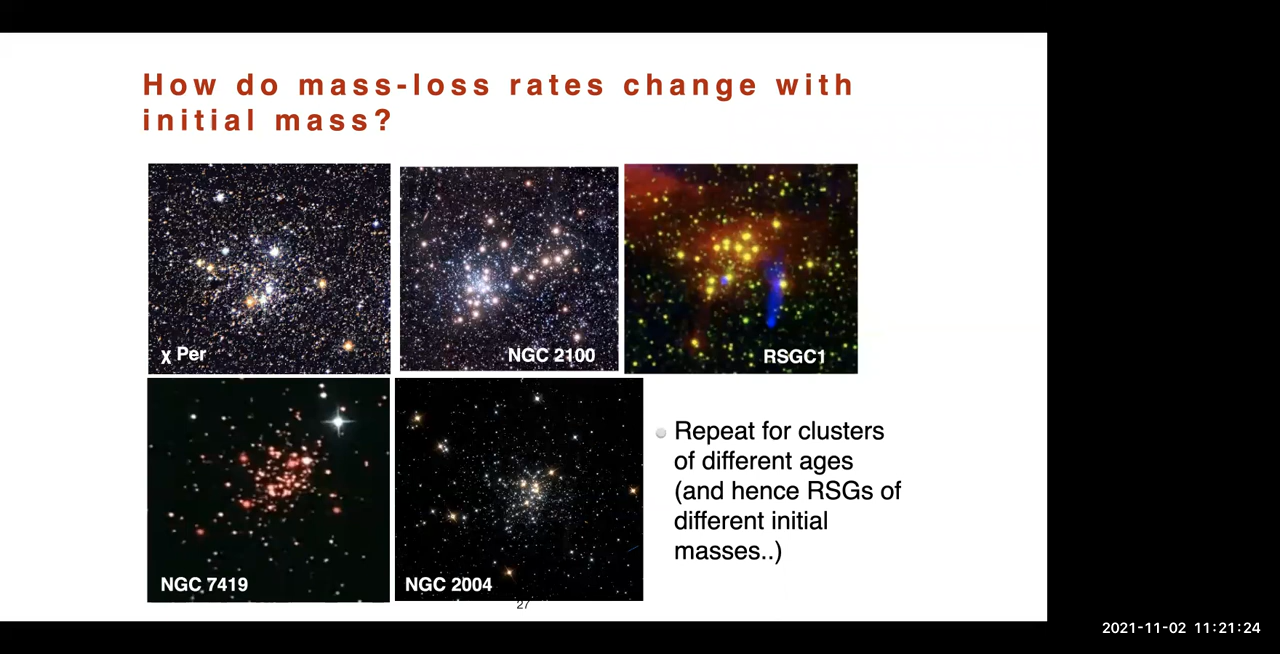 How do mass-loss rates change with
initial mass?
χ Per
NGC 2100
RSGC1
NGC 7419
NGC 2004
Repeat for clusters
of different ages
(and hence RSGs of
different initial
masses..)
27
2021-11-02 11:21:24